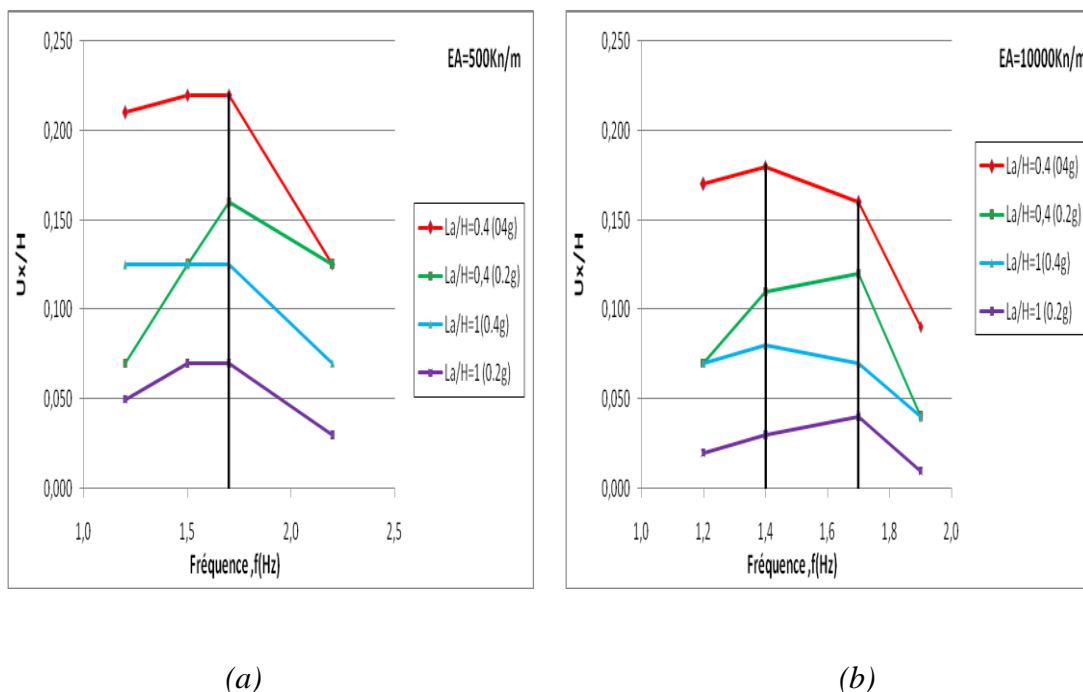 EA=500Kn/m
Ux/H
0,250
0,200
0,150
0,100
0,050
0,000
1,0 1,5 2,0 2,5
Fréquence ,f(Hz)
La/H=0.4 (04g)
La/H=0,4 (0.2g)
La/H=1(0.4g)
La/H=1 (0.2g)
(a)
EA=10000Kn/m
Ux/H
0,250
0,200
0,150
0,100
0,050
0,000
1,0 1,2 1,4 1,6 1,8 2,0
Fréquence ,f(Hz)
La/H=0.4 (04g)
La/H=0,4 (0.2g)
La/H=1(0.4g)
La/H=1 (0.2g)
(b)